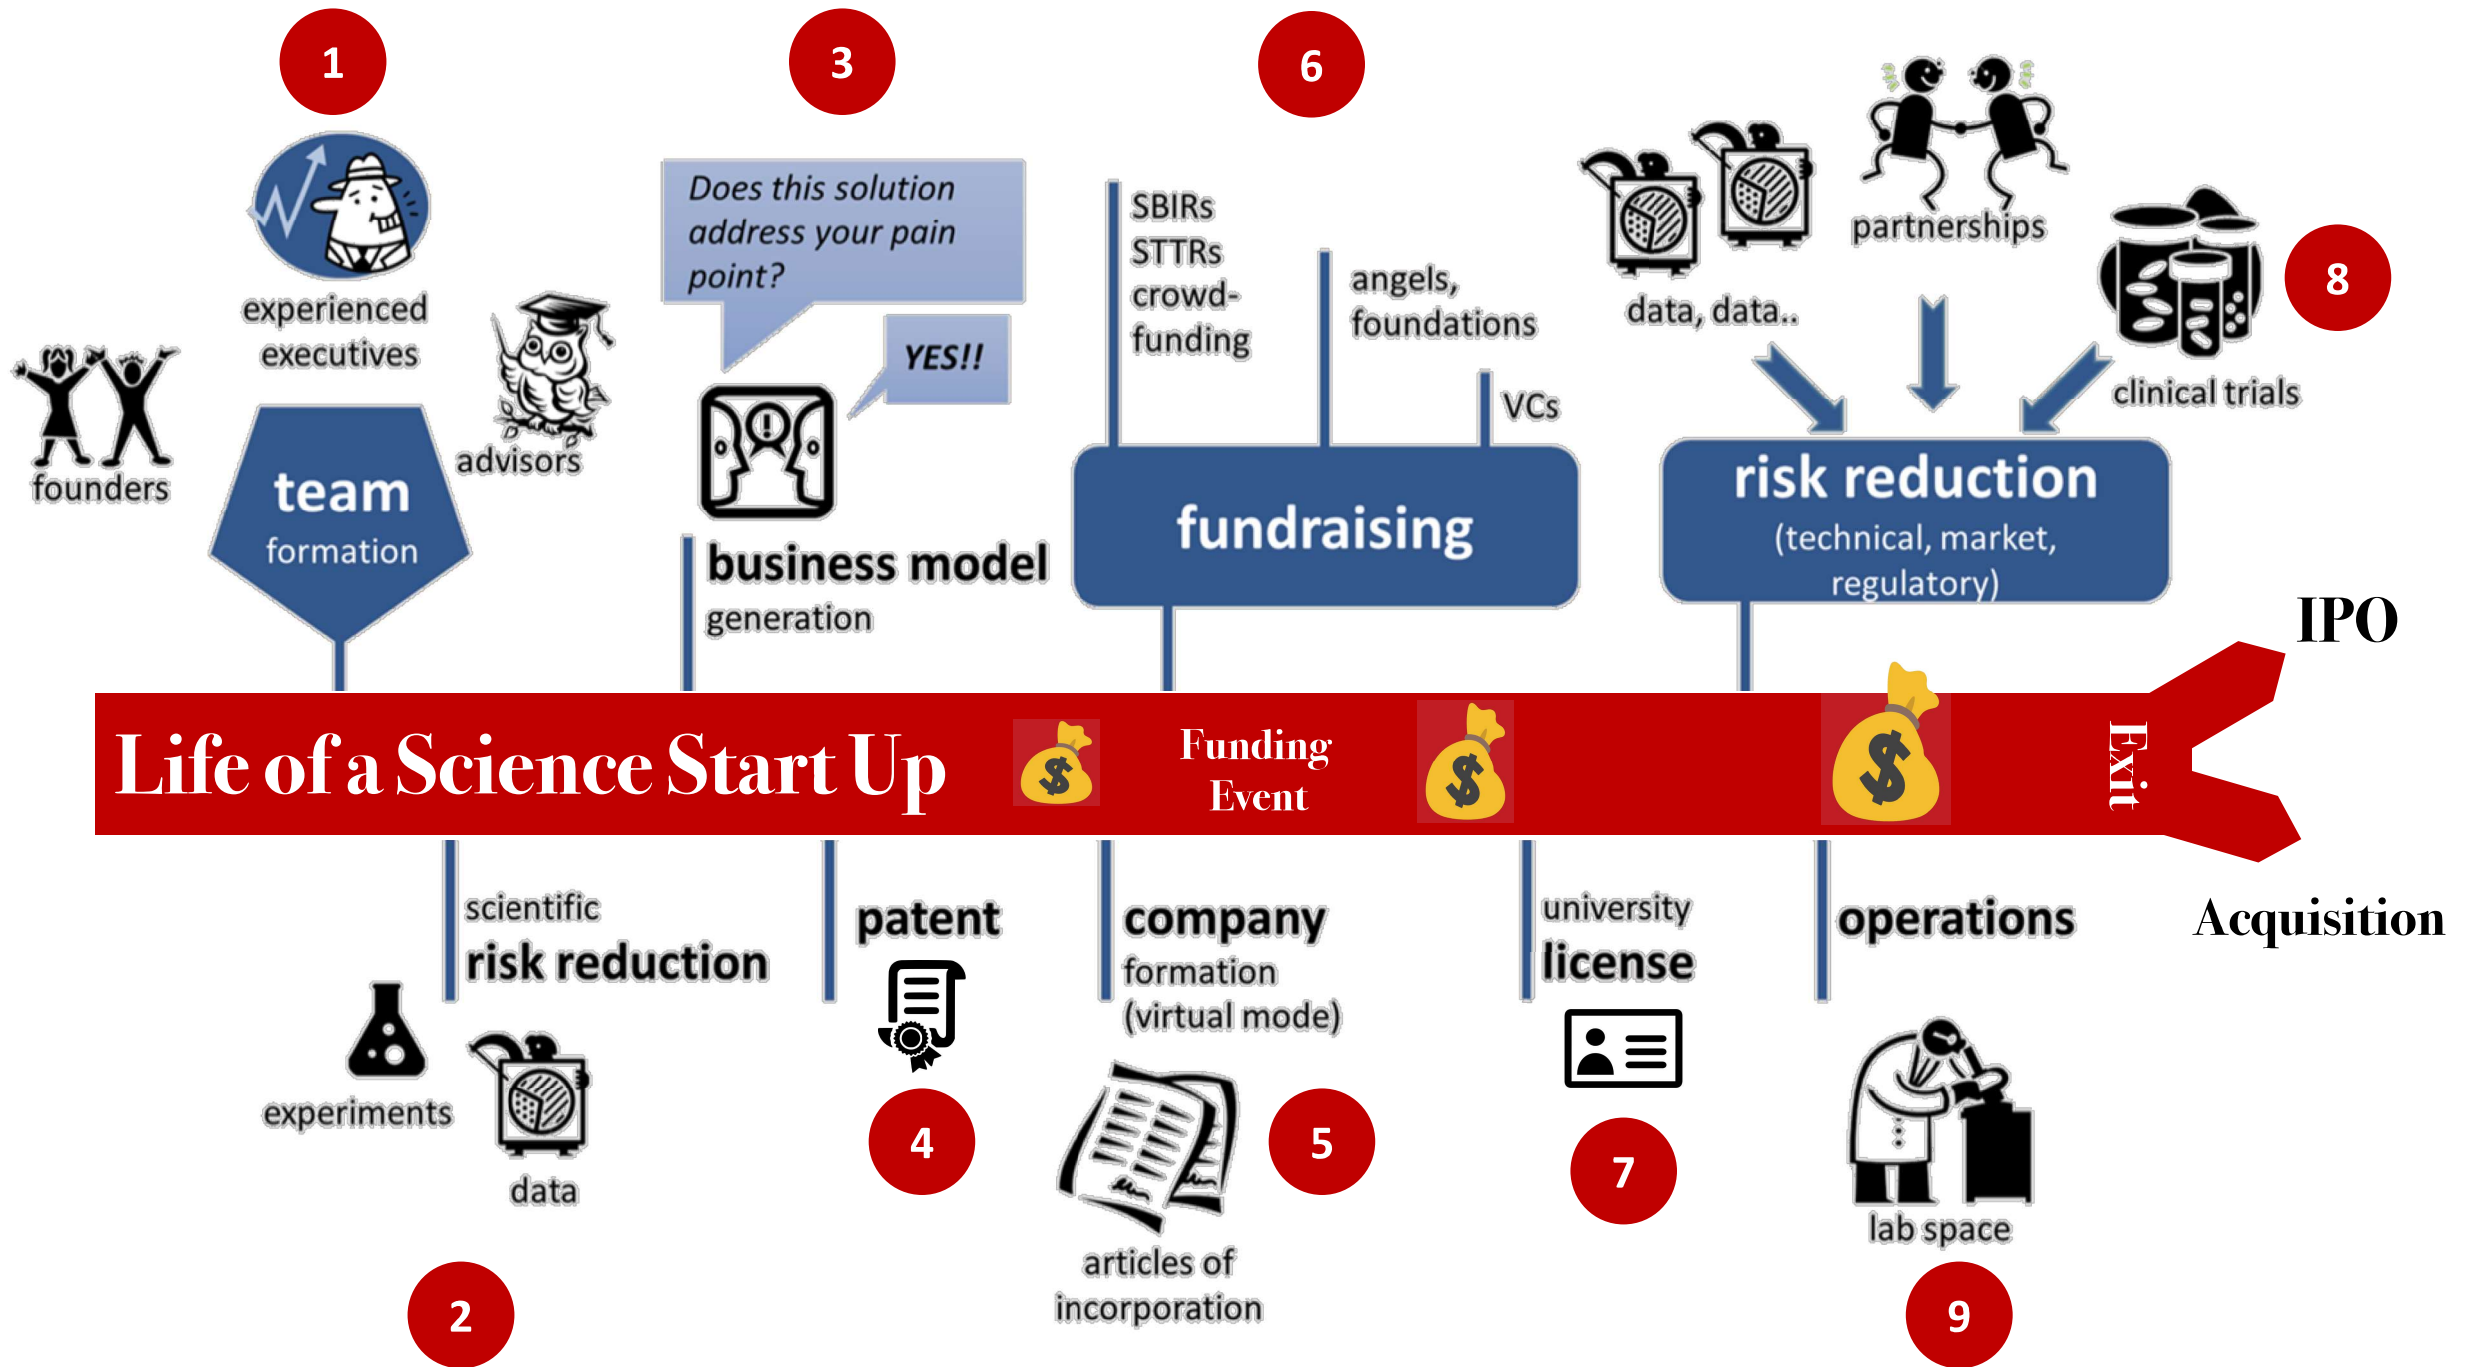 1
3
6
experienced
executives
founders
advisors
team
formation
Does this solution
address your pain
point?
YES!!
business model
generation
SBIRs
STTRs
crowd-
funding
angels,
foundations
VCs
fundraising
data, data..
partnerships
clinical trials
8
risk reduction
(technical, market,
regulatory)
IPO
Life of a Science Start Up
$
Funding
Event
$
$
Exit
Acquisition
scientific
risk reduction
experiments
data
2
patent
4
company
formation
(virtual mode)
articles of
incorporation
5
university
license
7
operations
lab space
9